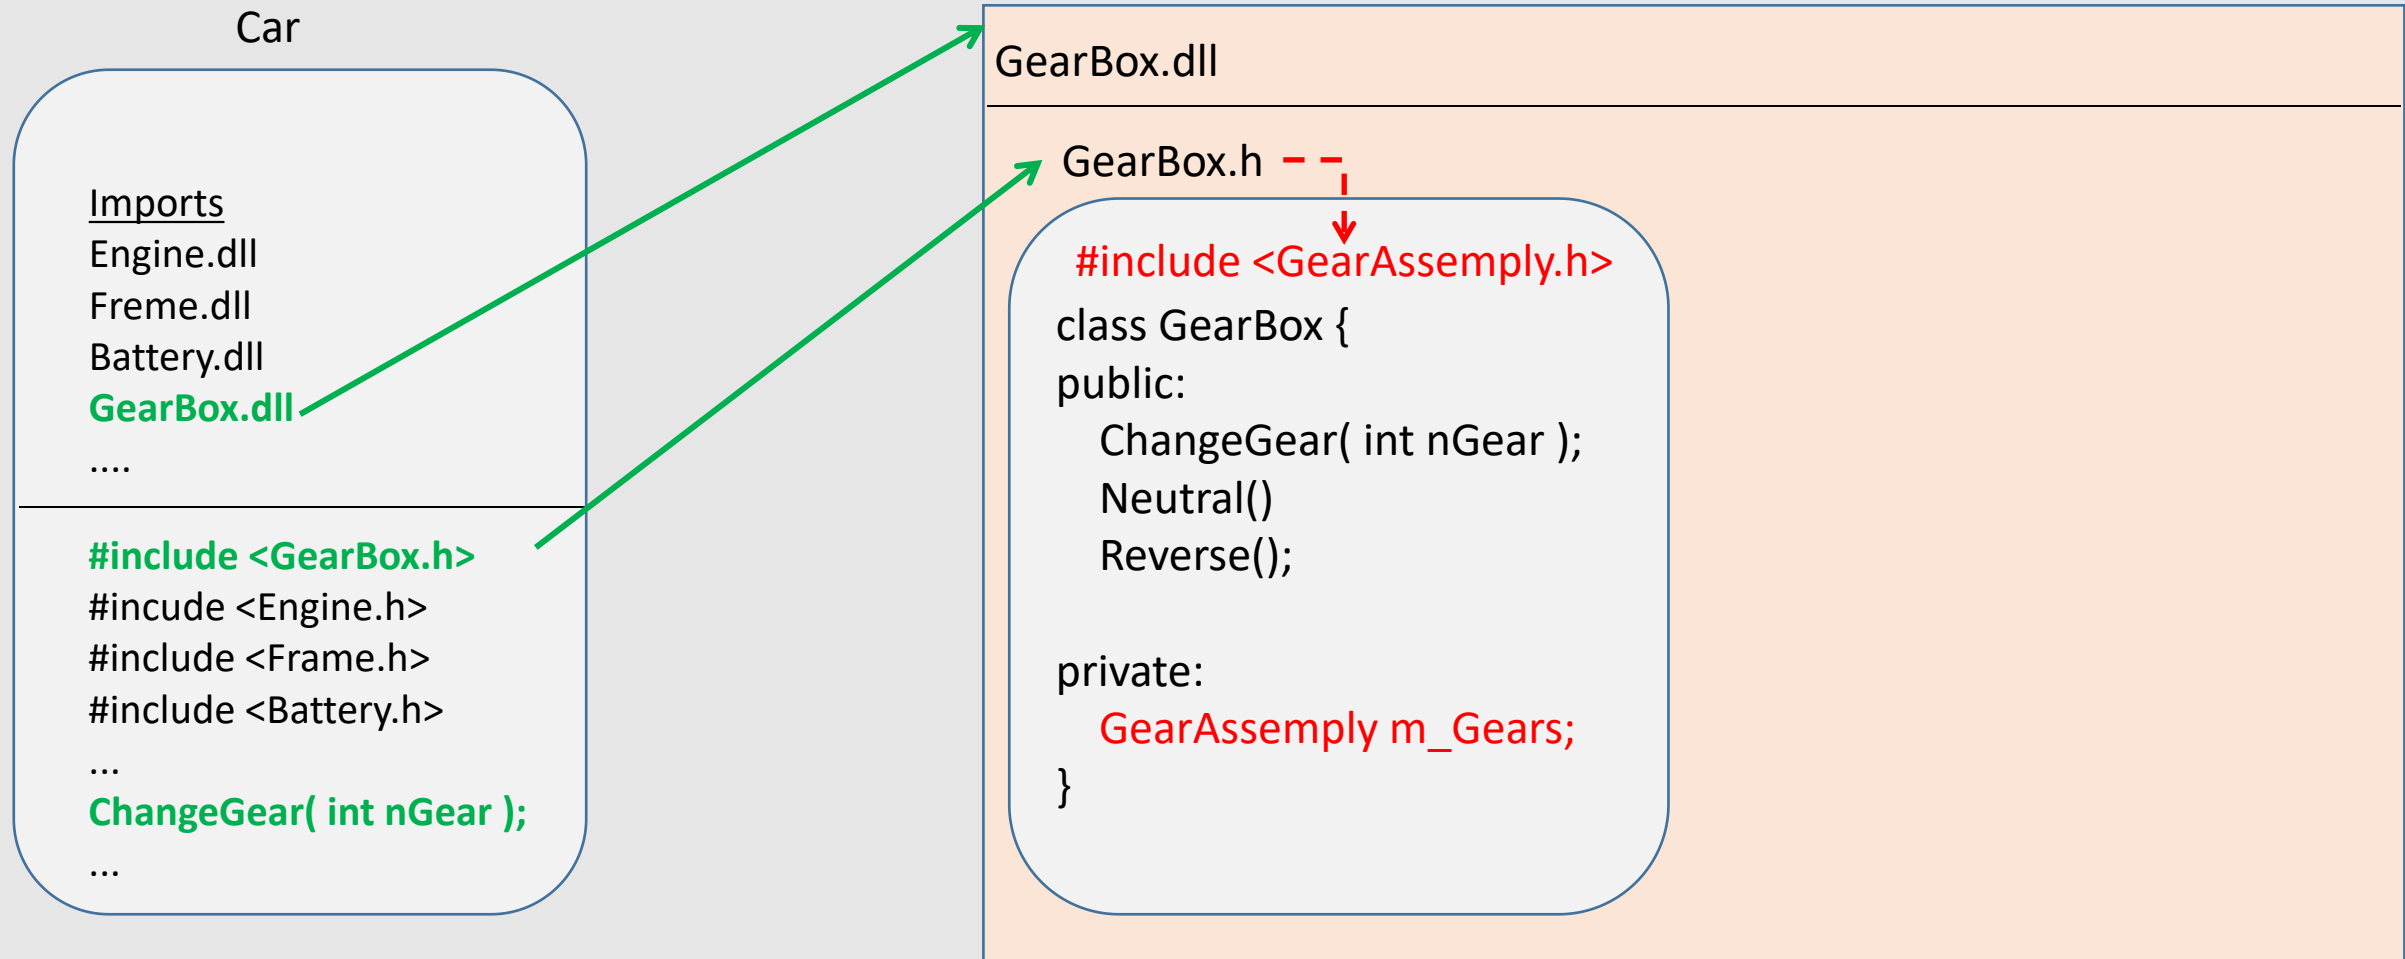 Car
Imports
Engine.dll
Freme.dll
Battery.dll
GearBox.dll
....
#include <GearBox.h>
#incude <Engine.h>
#include <Frame.h>
#include <Battery.h>
...
ChangeGear( int nGear );
...
GearBox.dll
GearBox.h
#include <GearAssemply.h>
class GearBox {
public:
ChangeGear( int nGear );
Neutral()
Reverse();
private:
GearAssemply m_Gears;
}